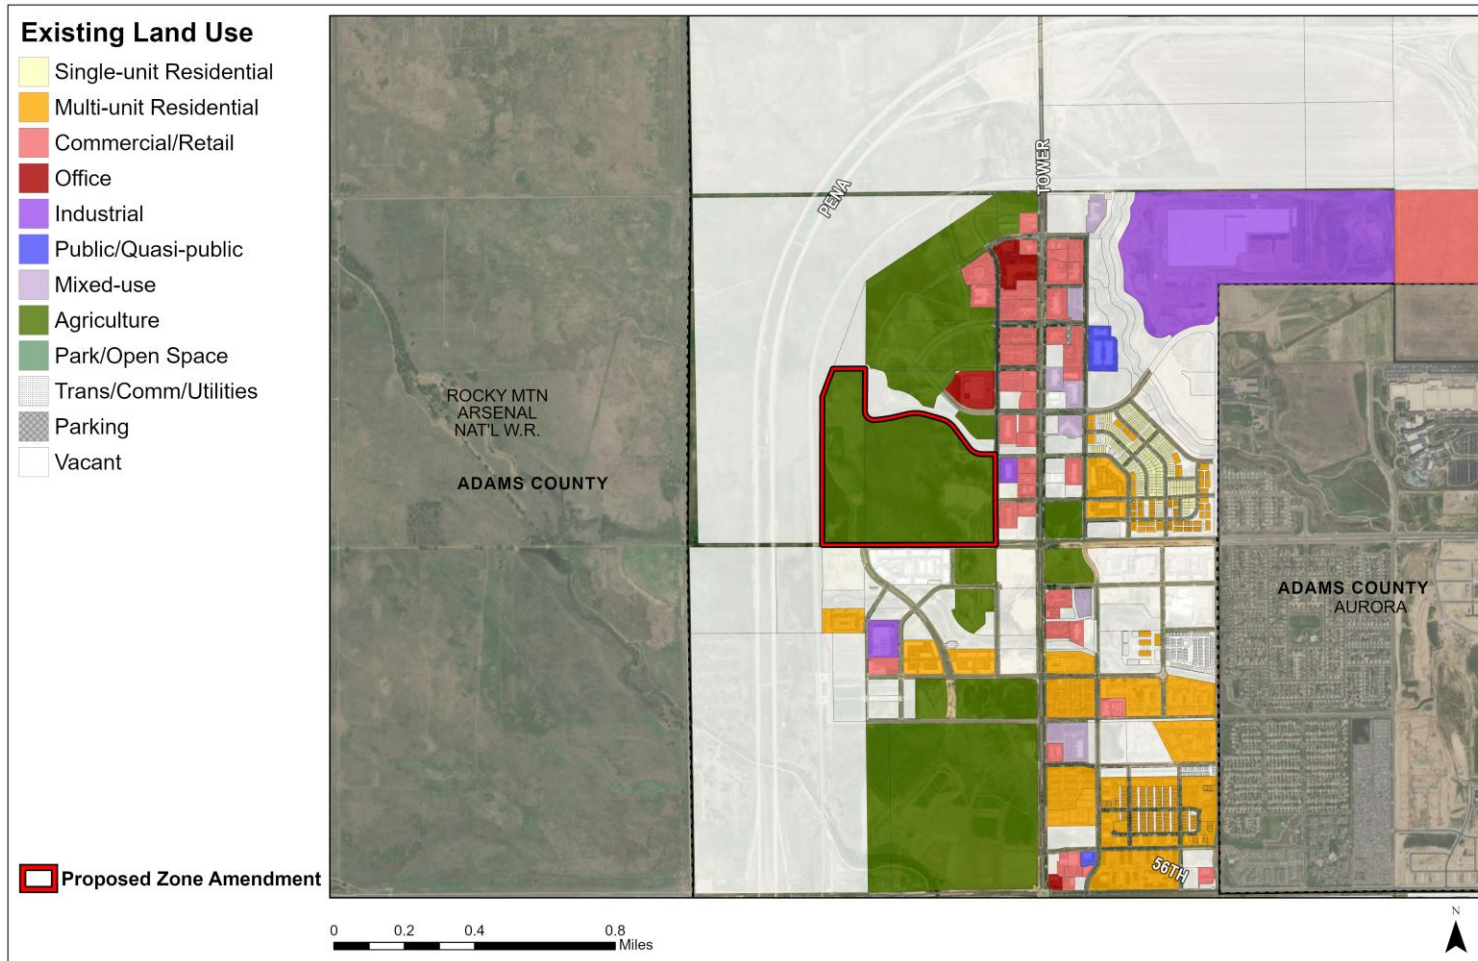 Existing Land Use
Single-unit Residential
Multi-unit Residential
Commercial/Retail
Office
Industrial
Public/Quasi-public
Mixed-use
Agriculture
Park/Open Space
Trans/Comm/Utilities
Parking
Vacant
Proposed Zone Amendment
PENA
TOWER
ROCKY MTN
ARSENAL
NAT'L W.R.
ADAMS COUNTY
ADAMS COUNTY
AURORA
56TH
0 0.2 0.4 0.8
Miles
N